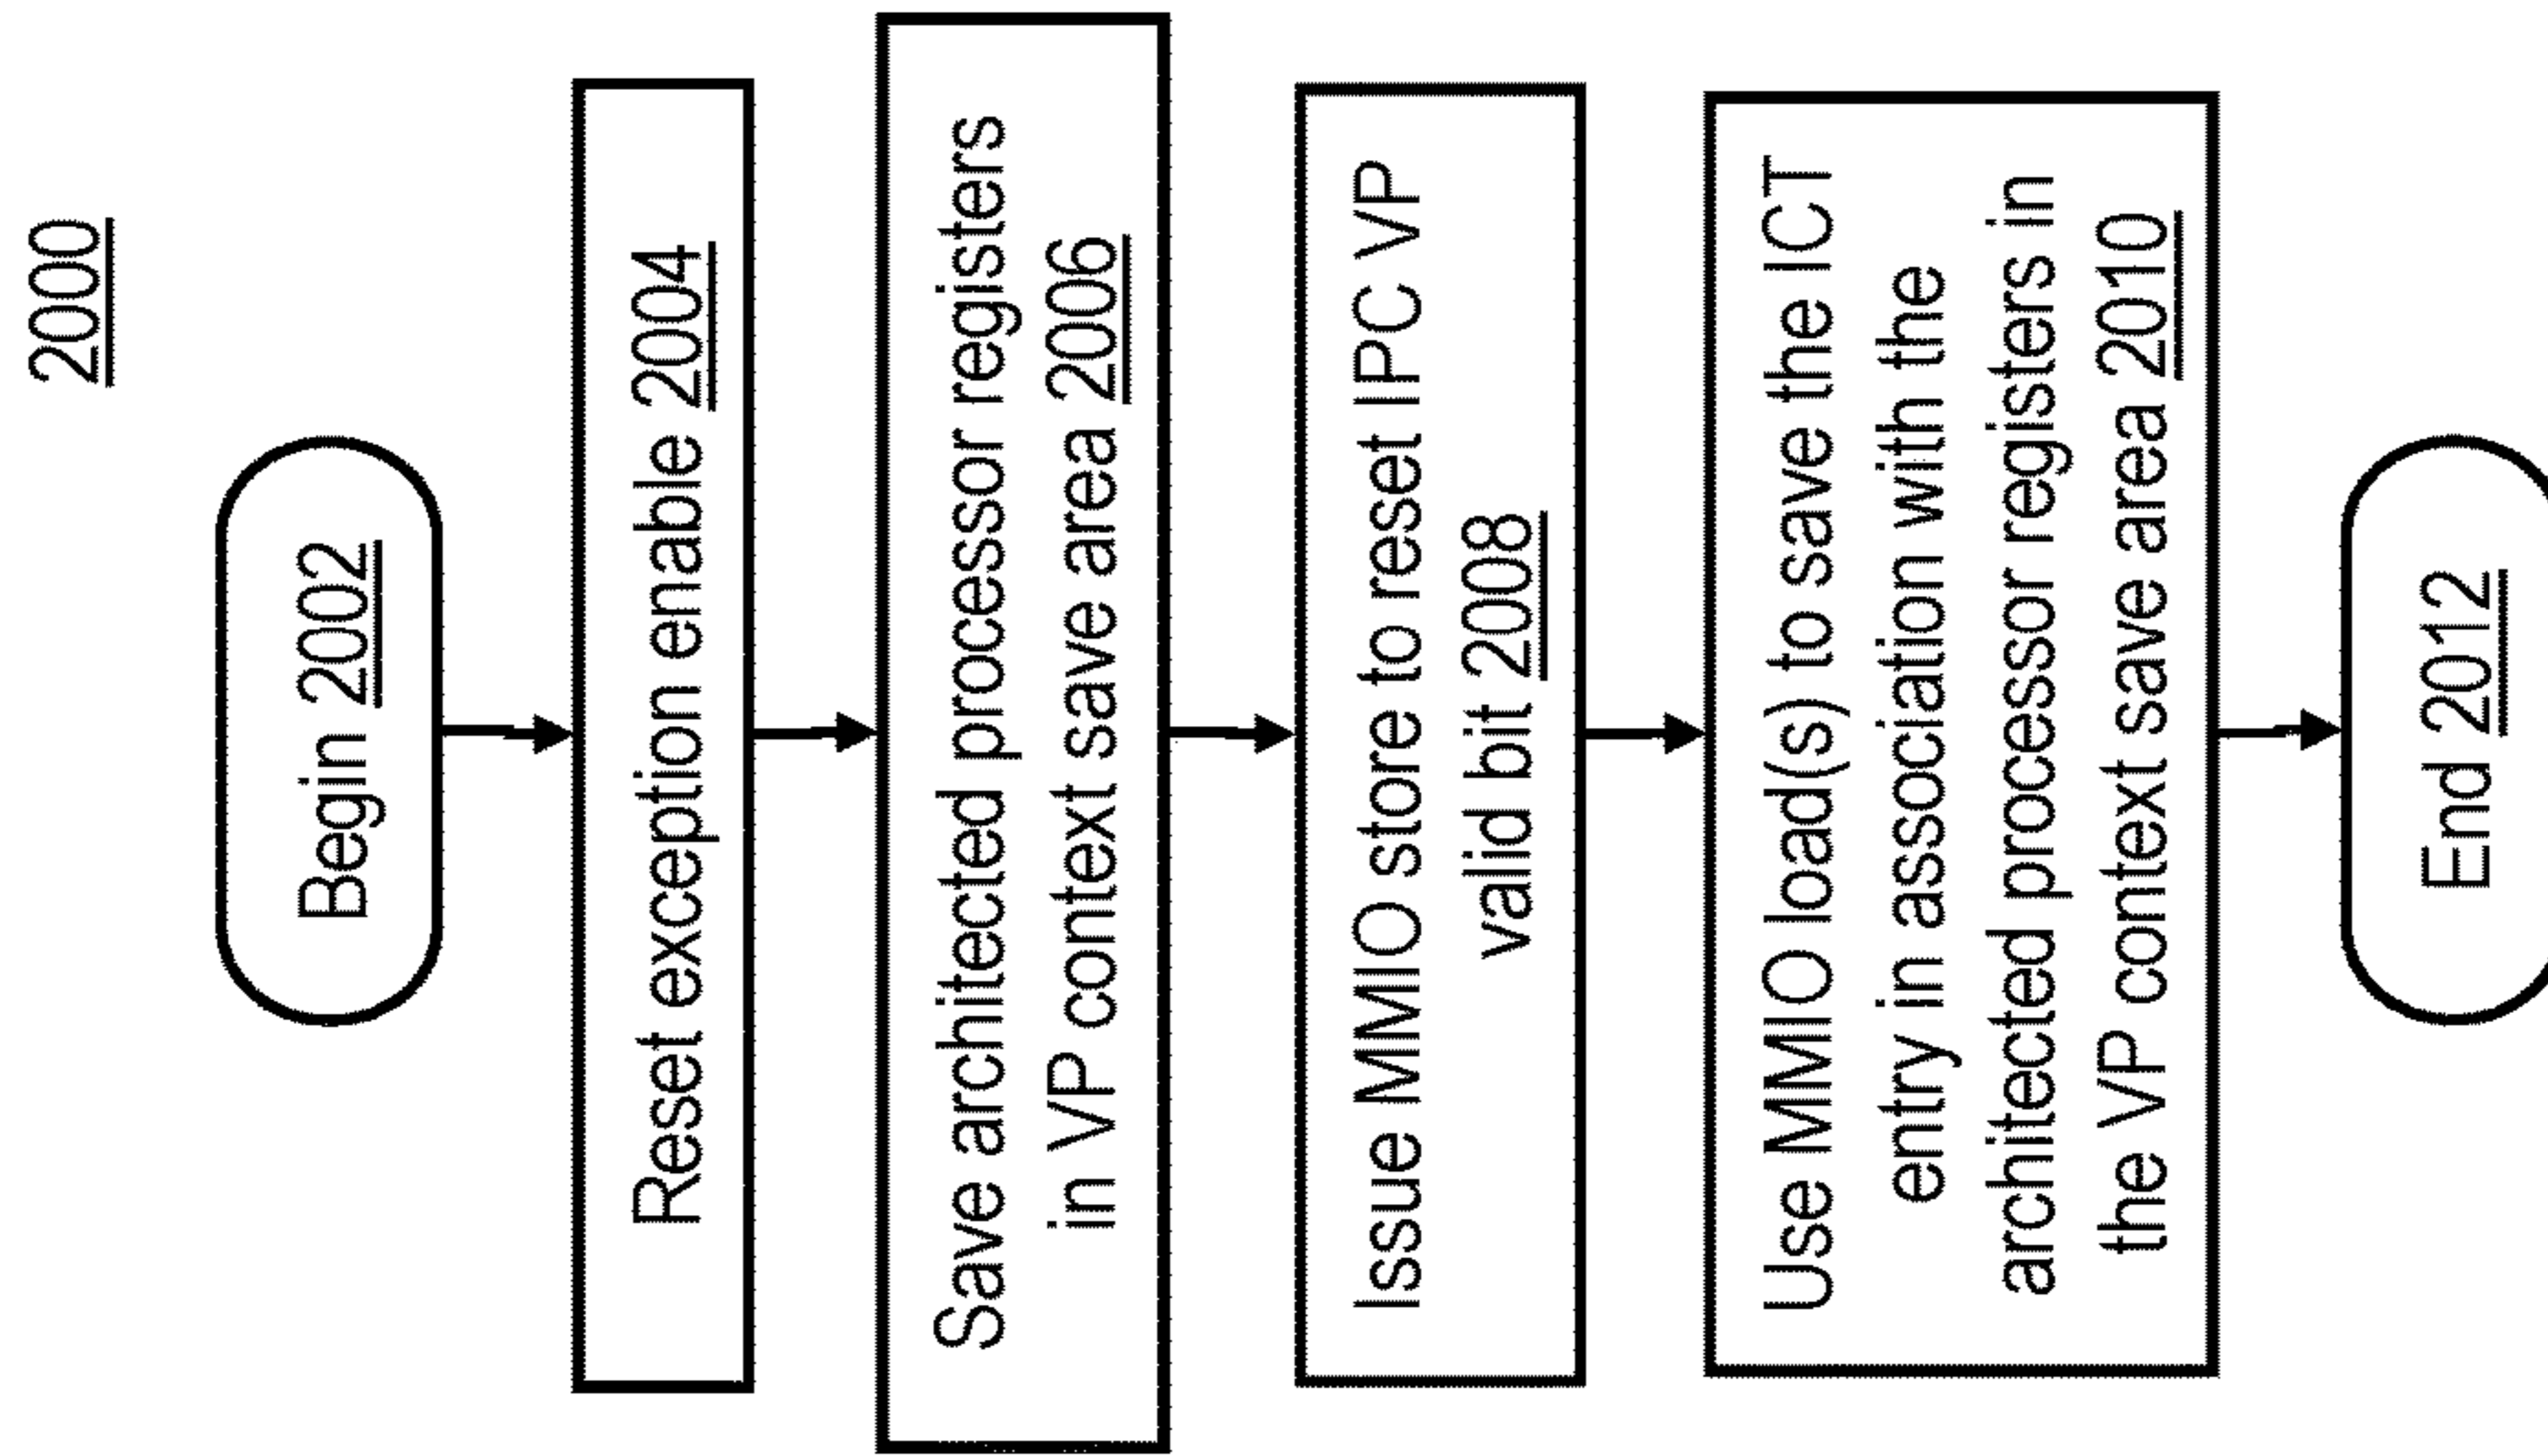 2000
Begin 2002
Reset exception enable 2004
Save architected processor registers
in VP context save area 2006
Issue MMIO store to reset IPC VP
valid bit 2008
Use MMIO load(s) to save the ICT
entry in association with the
architected processor registers in
the VP context save area 2010
End 2012